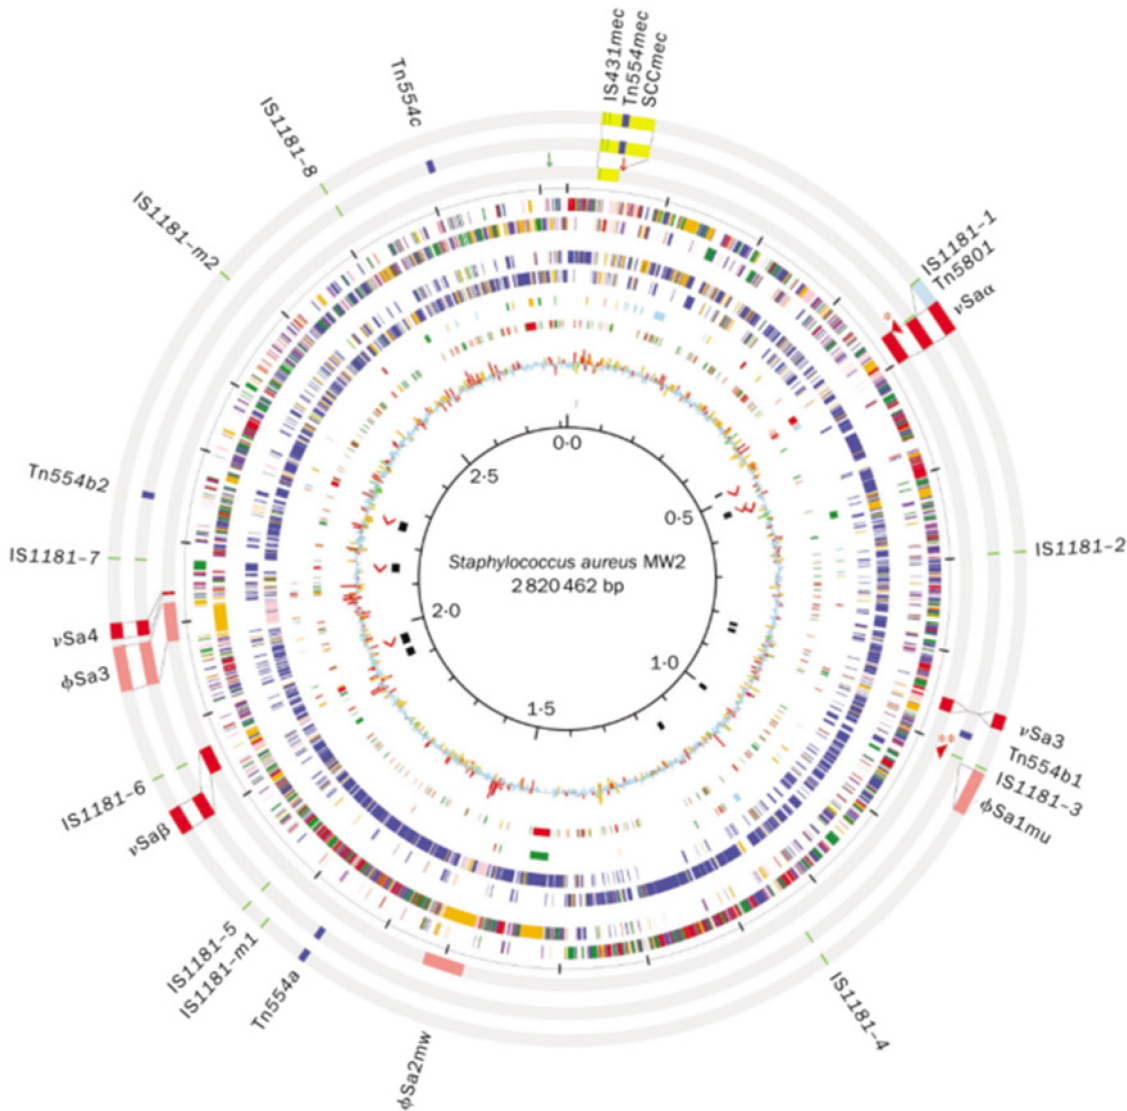 IS431mec
Tn554mec
SCCmec
Tn554c
IS1181-8
IS1181-m2
IS1181-1
Tn5801
νSaα
Tn554b2
IS1181-7
νSa4
ϕSa3
IS1181-6
νSaβ
IS1181-5
IS1181-m1
Tn554a
ϕSa2mw
IS1181-4
IS1181-2
νSa3
Tn554b1
IS1181-3
ϕSa1mu
0·0
0·5
1·0
1·5
2·0
2·5
Staphylococcus aureus MW2
2 820 462 bp